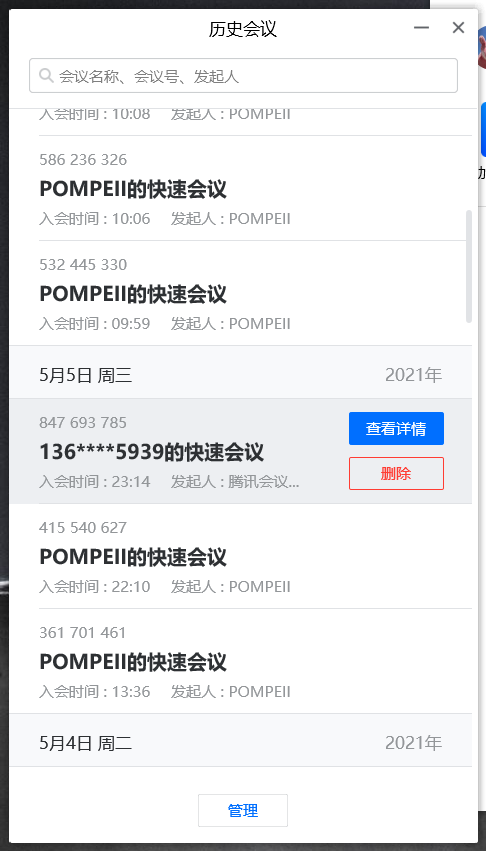 历史会议
会议名称、会议号、发起人
入会时间 : 10:08 发起人 : POMPEII
586 236 326
POMPEII的快速会议
入会时间 : 10:06 发起人 : POMPEII
532 445 330
POMPEII的快速会议
入会时间 : 09:59 发起人 : POMPEII
5月5日 周三 2021年
847 693 785
查看详情
136****5939的快速会议
删除
入会时间 : 23:14 发起人 : 腾讯会议...
415 540 627
POMPEII的快速会议
入会时间 : 22:10 发起人 : POMPEII
361 701 461
POMPEII的快速会议
入会时间 : 13:36 发起人 : POMPEII
5月4日 周二 2021年
管理